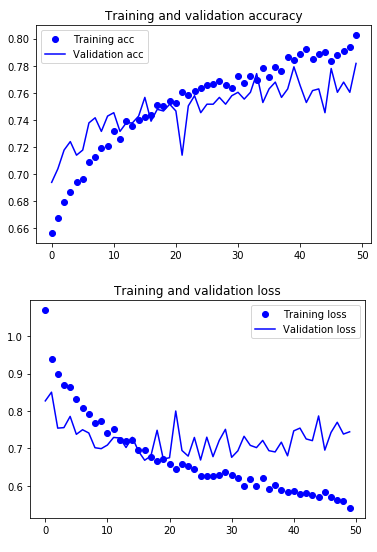 Training and validation accuracy
0.80
0.78
0.76
0.74
0.72
0.70
0.68
0.66
Training acc
Validation acc
0 10 20 30 40 50
Training and validation loss
1.0
0.9
0.8
0.7
0.6
Training loss
Validation loss
0 10 20 30 40 50